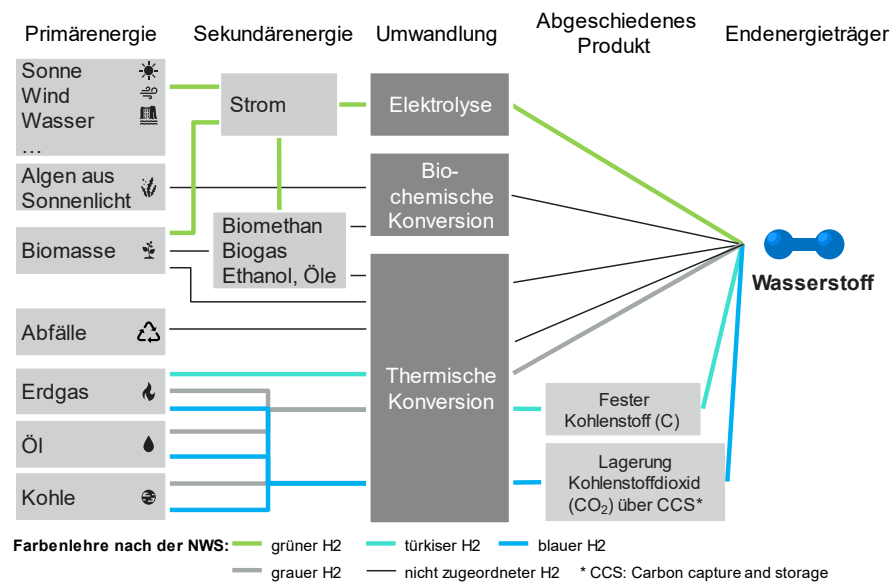 Primärenergie
Sekundärenergie
Umwandlung
Abgeschiedenes
Produkt
Endenergieträger
Sonne
Wind
Wasser
…
Strom
Elektrolyse
Algen aus
Sonnenlicht
Bio-
chemische
Konversion
Biomasse
Biomethan
Biogas
Ethanol, Öle
Wasserstoff
Abfälle
Erdgas
Thermische
Konversion
Fester
Kohlenstoff (C)
Öl
Kohle
Lagerung
Kohlenstoffdioxid
(CO₂) über CCS*
Farbenlehre nach der NWS: grüner H2 türkiser H2 blauer H2
grauer H2 nicht zugeordneter H2 * CCS: Carbon capture and storage